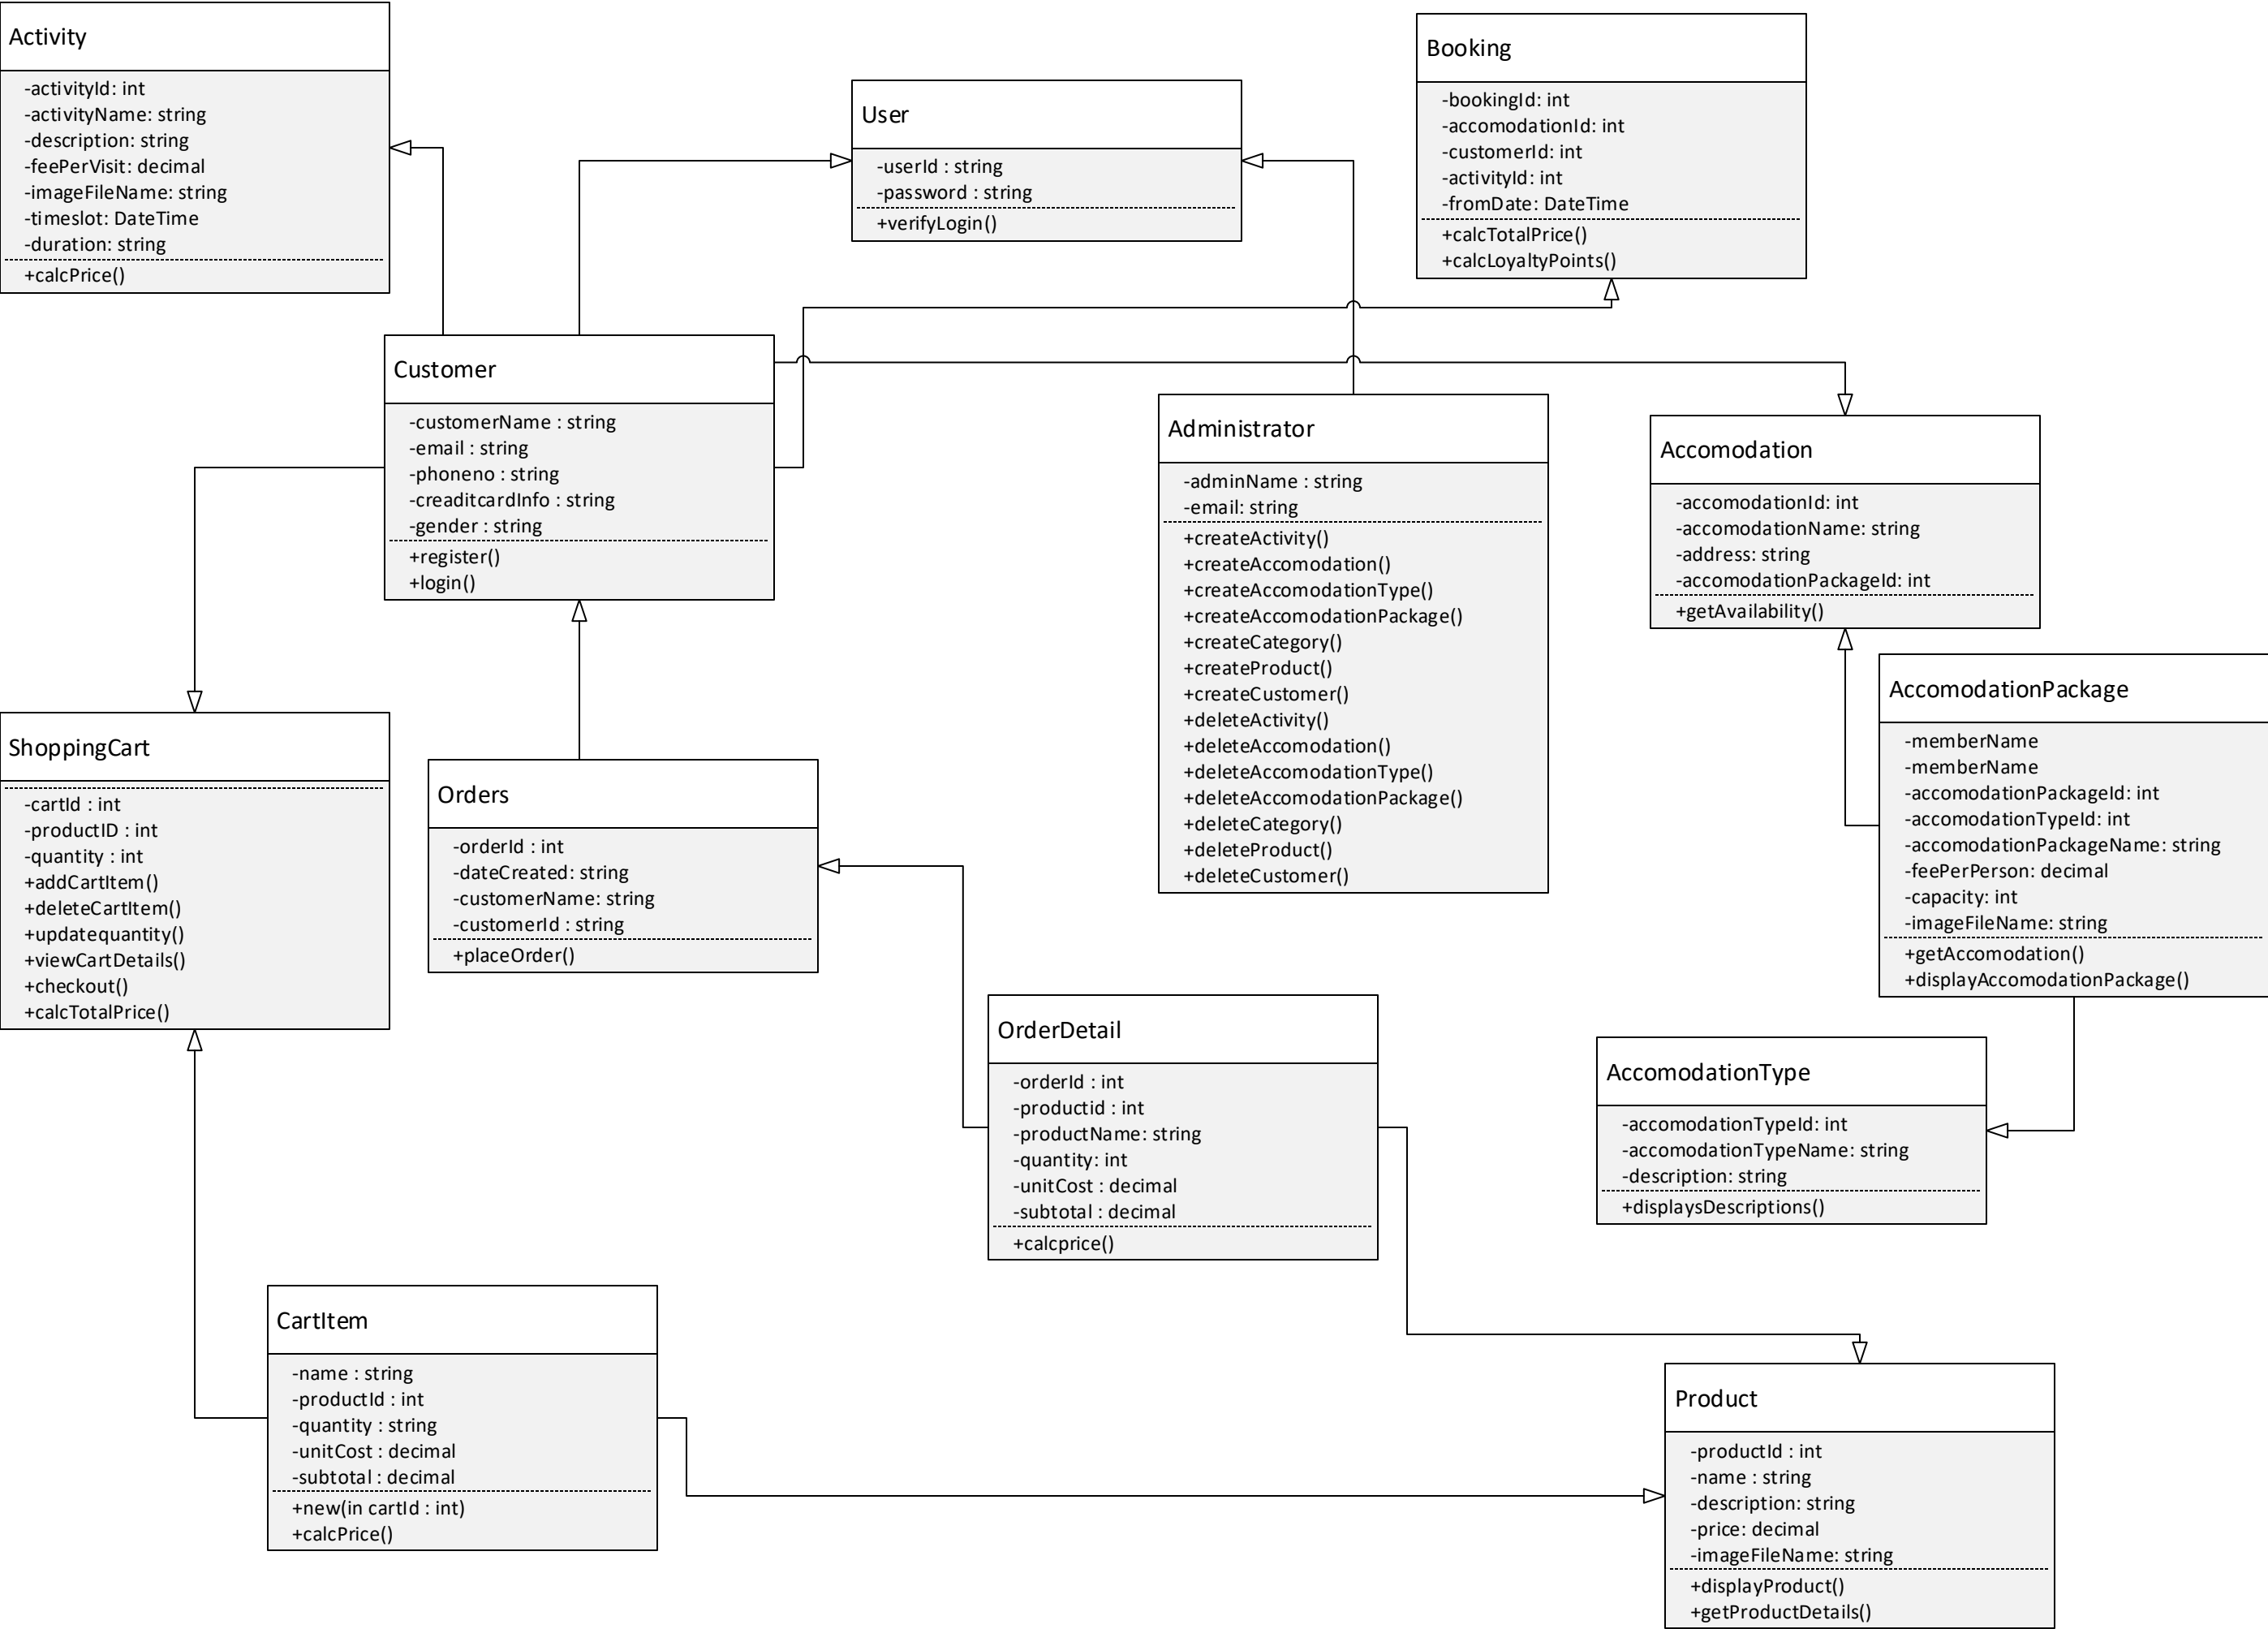 Activity
-activityId: int
-activityName: string
-description: string
-feePerVisit: decimal
-imageFileName: string
-timeslot: DateTime
-duration: string
+calcPrice()
User
-userId : string
-password : string
+verifyLogin()
Booking
-bookingId: int
-accomodationId: int
-customerId: int
-activityId: int
-fromDate: DateTime
+calcTotalPrice()
+calcLoyaltyPoints()
Customer
-customerName : string
-email : string
-phoneno : string
-creaditcardInfo : string
-gender : string
+register()
+login()
Administrator
-adminName : string
-email: string
+createActivity()
+createAccomodation()
+createAccomodationType()
+createAccomodationPackage()
+createCategory()
+createProduct()
+createCustomer()
+deleteActivity()
+deleteAccomodation()
+deleteAccomodationType()
+deleteAccomodationPackage()
+deleteCategory()
+deleteProduct()
+deleteCustomer()
Accomodation
-accomodationId: int
-accomodationName: string
-address: string
-accomodationPackageId: int
+getAvailability()
AccomodationPackage
-memberName
-memberName
-accomodationPackageId: int
-accomodationTypeId: int
-accomodationPackageName: string
-feePerPerson: decimal
-capacity: int
-imageFileName: string
+getAccomodation()
+displayAccomodationPackage()
ShoppingCart
-cartId : int
-productID : int
-quantity : int
+addCartItem()
+deleteCartItem()
+updatequantity()
+viewCartDetails()
+checkout()
+calcTotalPrice()
Orders
-orderId : int
-dateCreated: string
-customerName: string
-customerId : string
+placeOrder()
OrderDetail
-orderId : int
-productid : int
-productName: string
-quantity: int
-unitCost : decimal
-subtotal : decimal
+calcprice()
AccomodationType
-accomodationTypeId: int
-accomodationTypeName: string
-description: string
+displaysDescriptions()
CartItem
-name : string
-productId : int
-quantity : string
-unitCost : decimal
-subtotal : decimal
+new(in cartId : int)
+calcPrice()
Product
-productId : int
-name : string
-description: string
-price: decimal
-imageFileName: string
+displayProduct()
+getProductDetails()